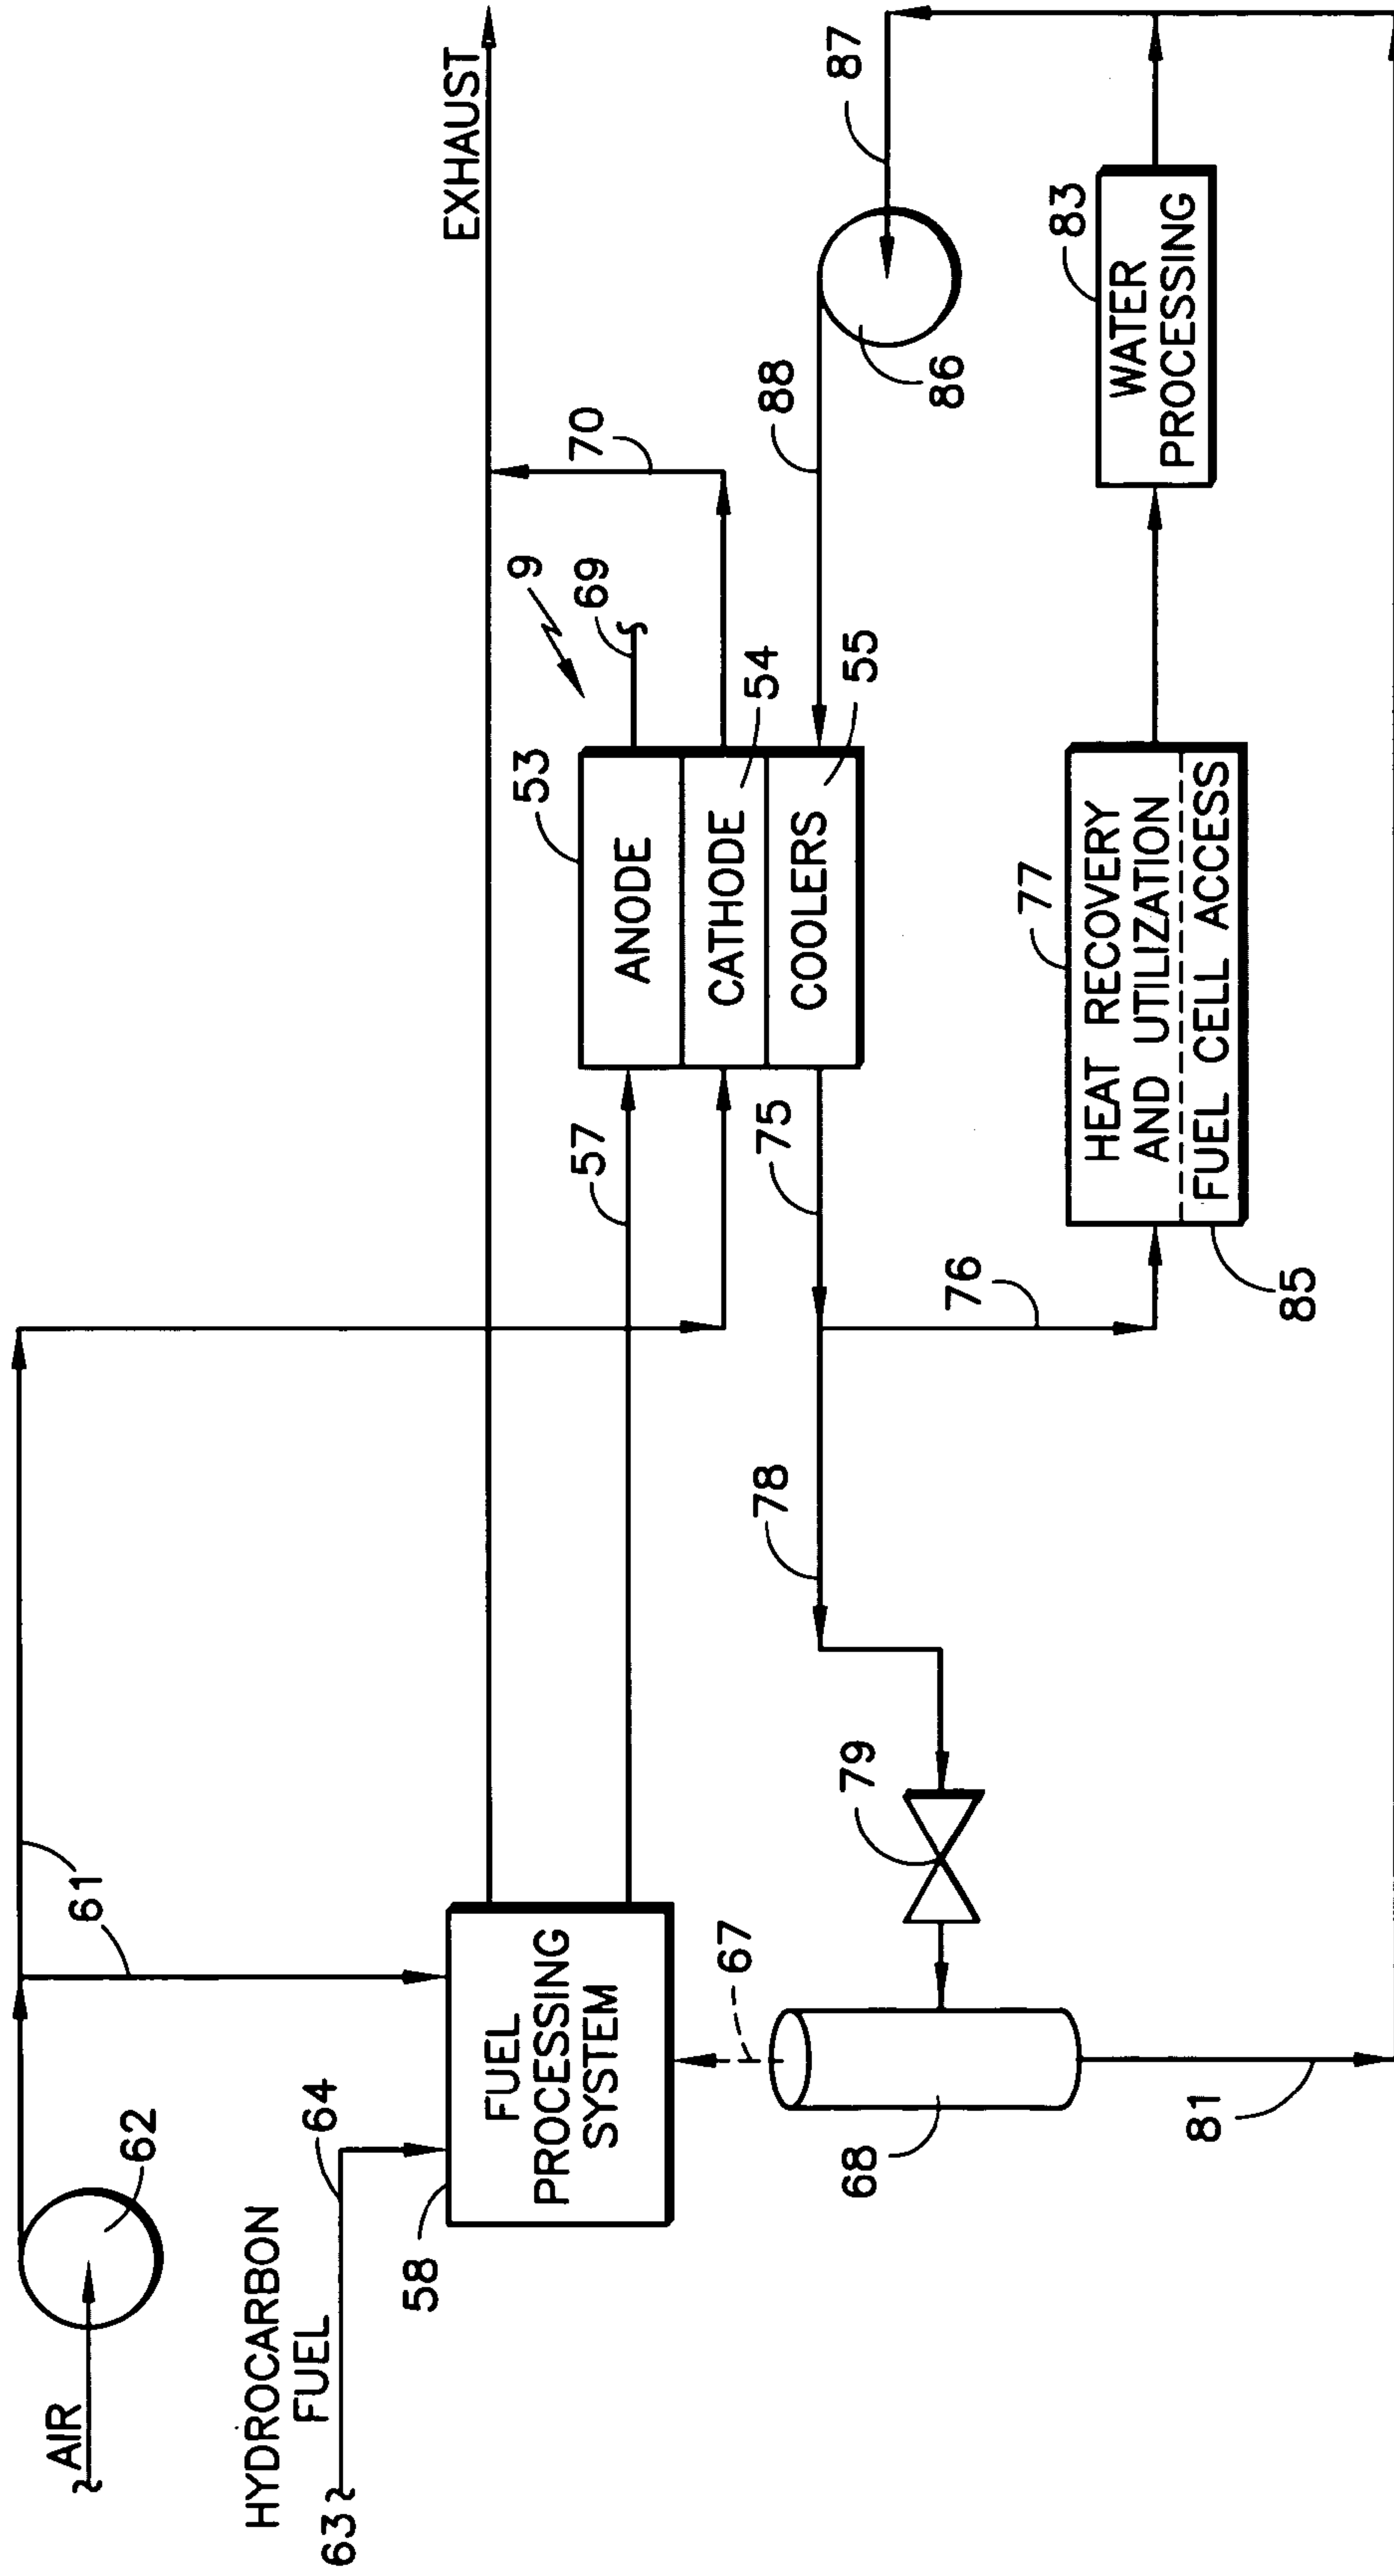 AIR
62
61
HYDROCARBON
FUEL
63
64
58
FUEL
PROCESSING
SYSTEM
EXHAUST
57
53
ANODE
CATHODE
COOLERS
9
69
54
55
70
67
68
79
78
75
76
88
87
86
77
HEAT RECOVERY
AND UTILIZATION
FUEL CELL ACCESS
85
83
WATER
PROCESSING
81